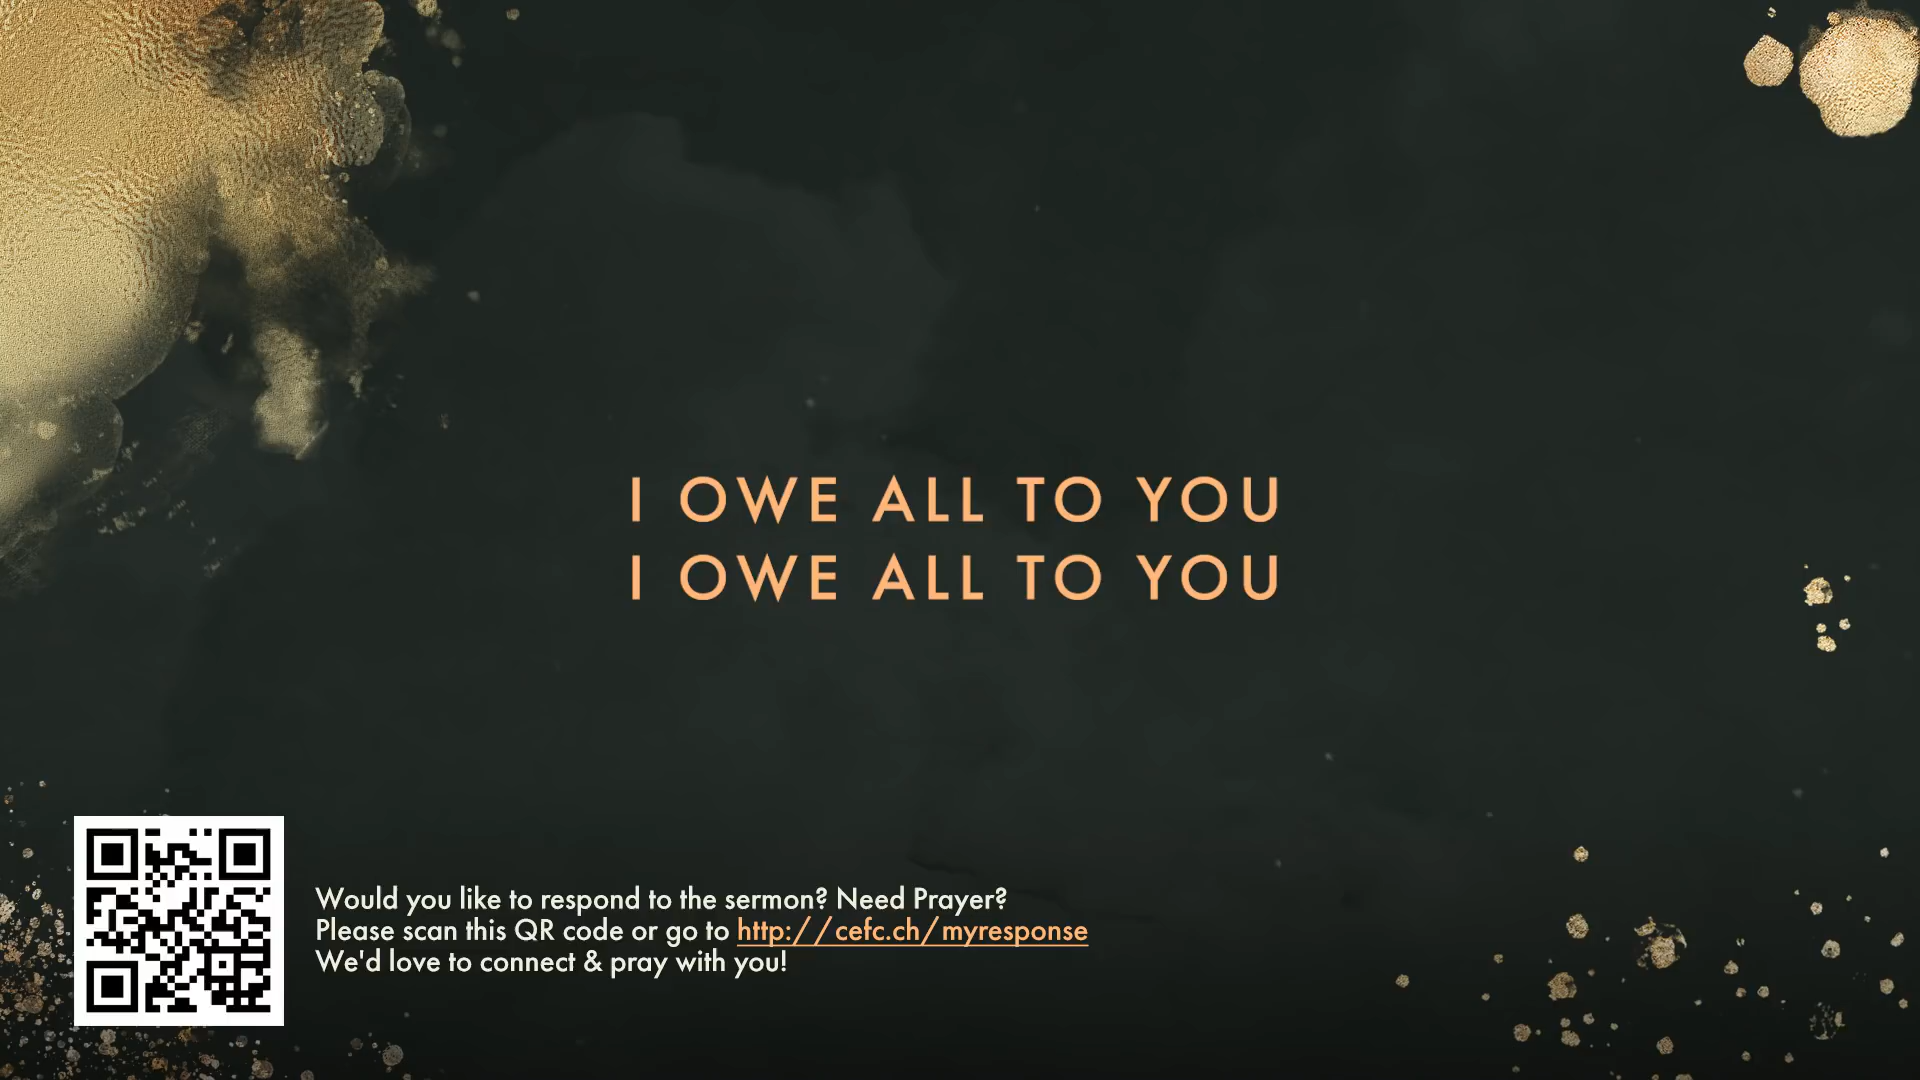 I OWE ALL TO YOU
I OWE ALL TO YOU
Would you like to respond to the sermon? Need Prayer?
Please scan this QR code or go to http://cefc.ch/myresponse
We'd love to connect & pray with you!